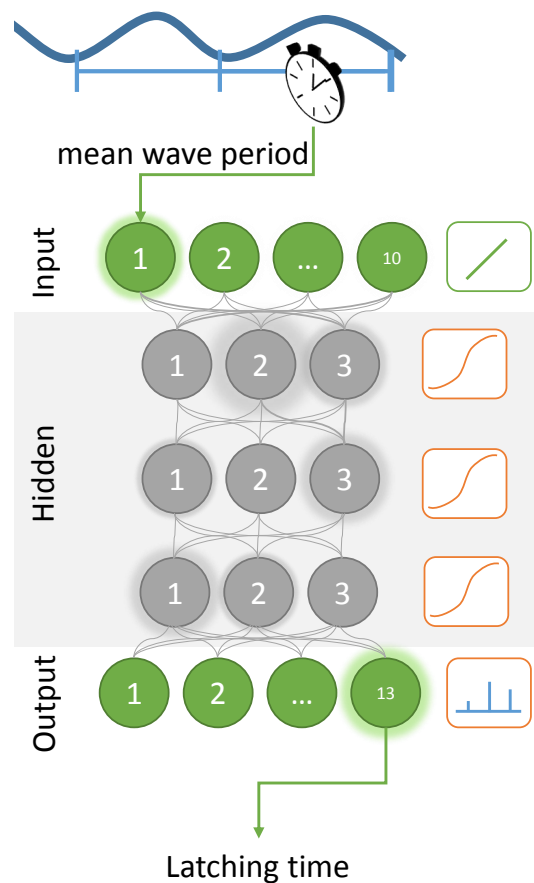 mean wave period
Input
1 2 ... 10
Hidden
1 2 3
1 2 3
1 2 3
Output
1 2 ... 13
Latching time